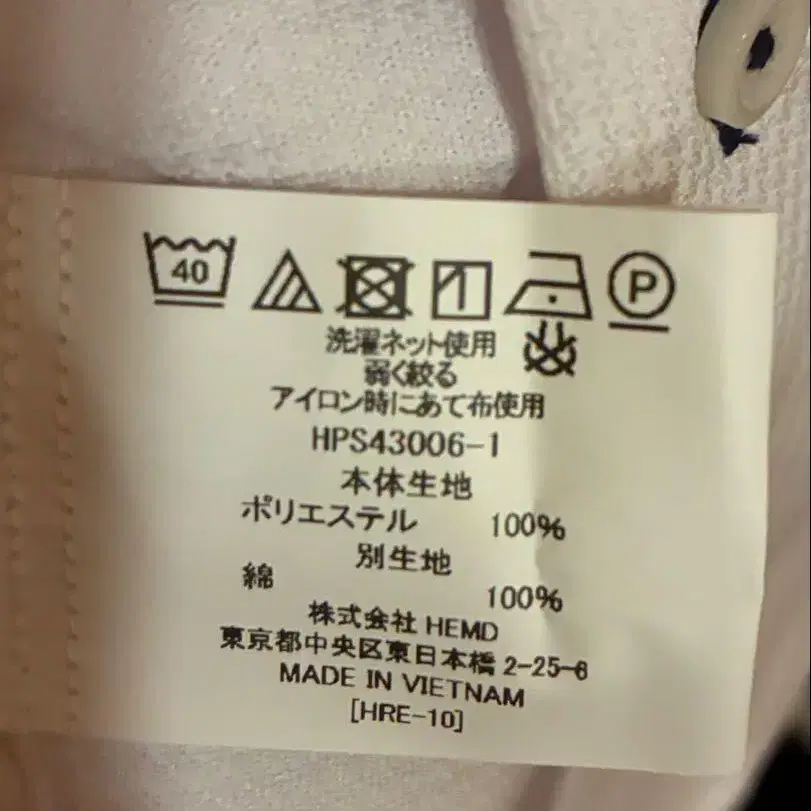 40 P
洗濯ネット使用
弱く絞る
アイロン時にあて布使用
HPS43006-1
本体生地
ポリエステル 100%
別生地
綿 100%
株式会社 HEMD
東京都中央区東日本橋 2-25-6
MADE IN VIETNAM
[HRE-10]